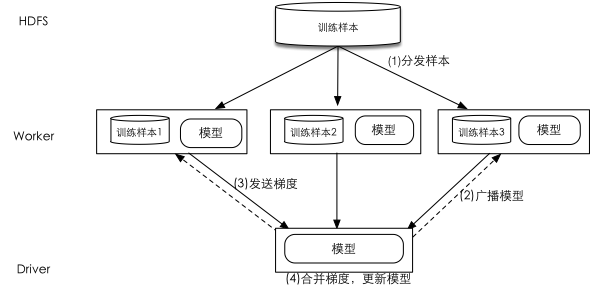 HDFS
训练样本
(1)分发样本
Worker
训练样本1
模型
训练样本2
模型
训练样本3
模型
(3)发送梯度
(2)广播模型
模型
Driver
(4)合并梯度，更新模型